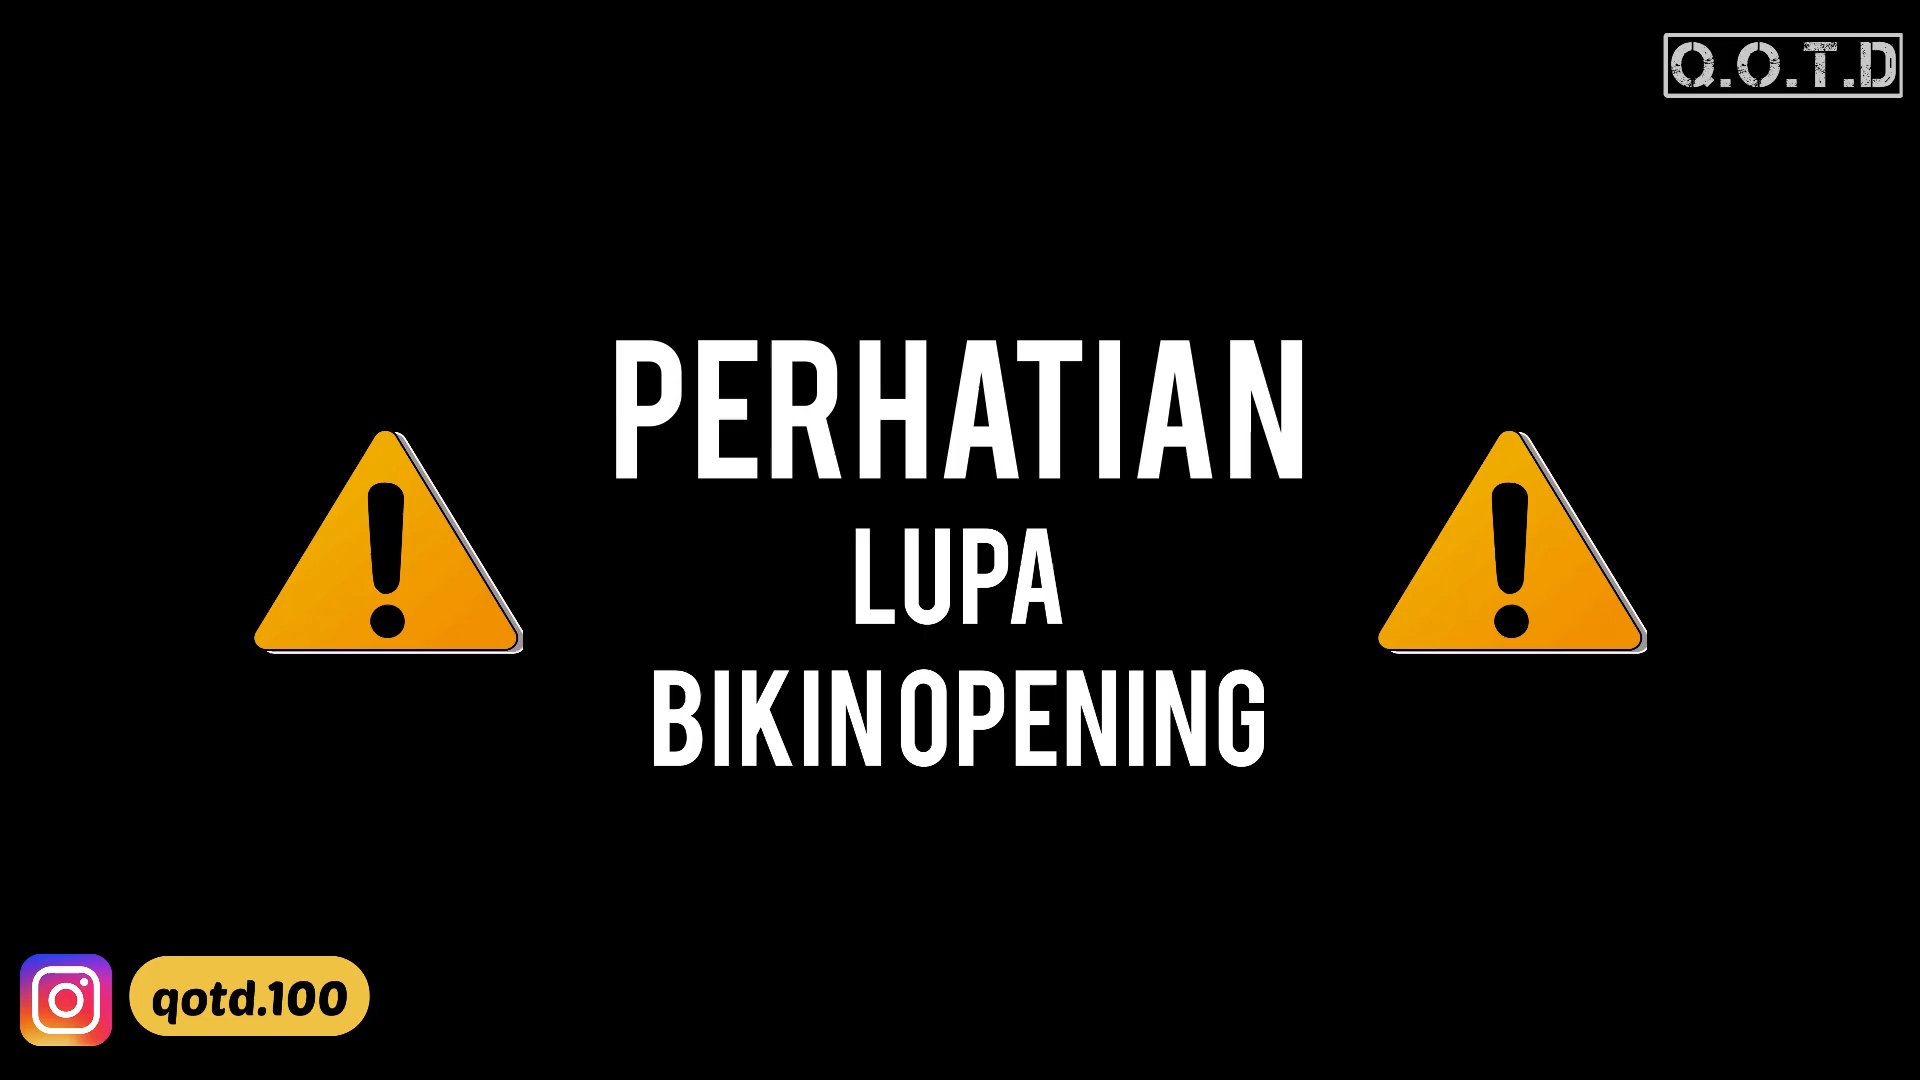 Q.O.T.D
PERHATIAN
LUPA
BIKIN OPENING
qotd.100